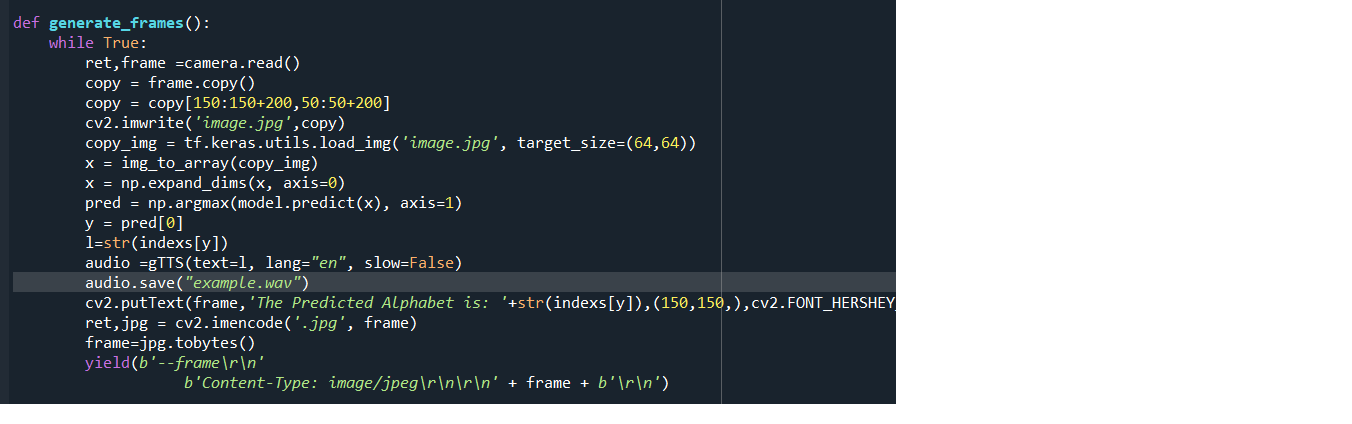 def generate_frames():
    while True:
        ret,frame =camera.read()
        copy = frame.copy()
        copy = copy[150:150+200,50:50+200]
        cv2.imwrite('image.jpg',copy)
        copy_img = tf.keras.utils.load_img('image.jpg', target_size=(64,64))
        x = img_to_array(copy_img)
        x = np.expand_dims(x, axis=0)
        pred = np.argmax(model.predict(x), axis=1)
        y = pred[0]
        l=str(indexs[y])
        audio =gTTS(text=l, lang="en", slow=False)
        audio.save("example.wav")
        cv2.putText(frame,'The Predicted Alphabet is: '+str(indexs[y]),(150,150,),cv2.FONT_HERSHEY_
        ret,jpg = cv2.imencode('.jpg', frame)
        frame=jpg.tobytes()
        yield(b'--frame\r\n'
                   b'Content-Type: image/jpeg\r\n\r\n' + frame + b'\r\n')